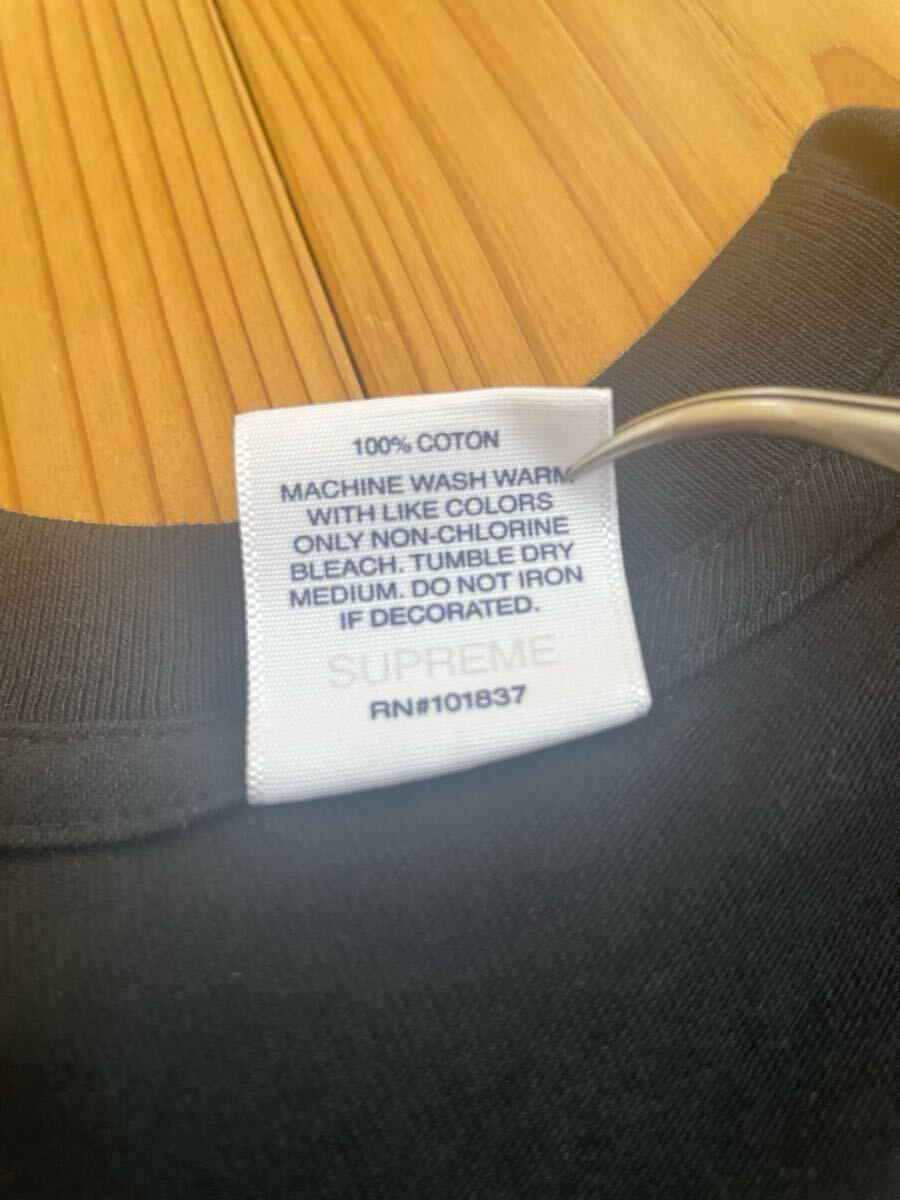 100% COTON
MACHINE WASH WARM
WITH LIKE COLORS
ONLY NON-CHLORINE
BLEACH. TUMBLE DRY
MEDIUM. DO NOT IRON
IF DECORATED.
SUPREME
RN#101837